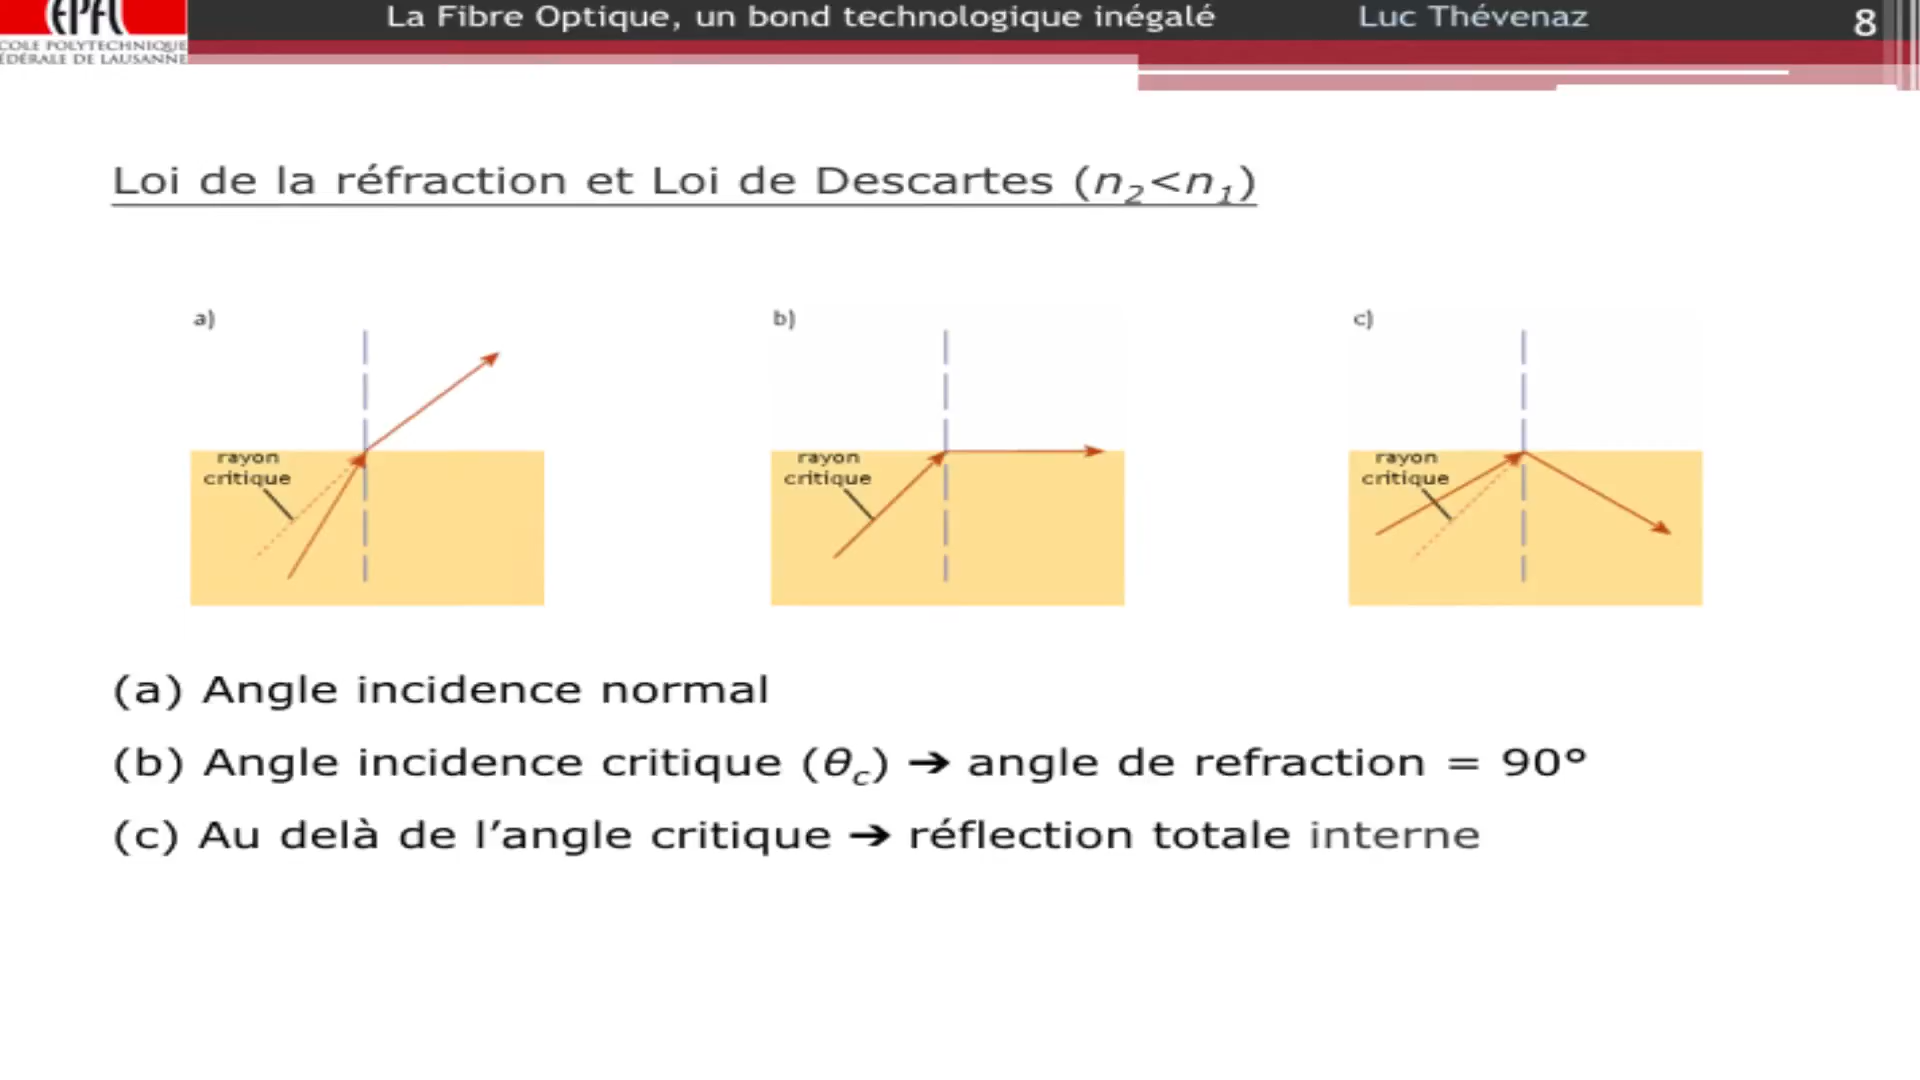 EPFL
COLE POLYTECHNIQUE
ÉDÉRALE DE LAUSANNE
La Fibre Optique, un bond technologique inégalé Luc Thévenaz 8
Loi de la réfraction et Loi de Descartes (n₂<n₁)
a) b) c)
rayon critique
rayon critique
rayon critique
(a) Angle incidence normal
(b) Angle incidence critique (θc) ➔ angle de refraction = 90°
(c) Au delà de l’angle critique ➔ réflection totale interne